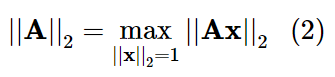 ||A||₂ = max ||Ax||₂ (2)
||x||₂=1